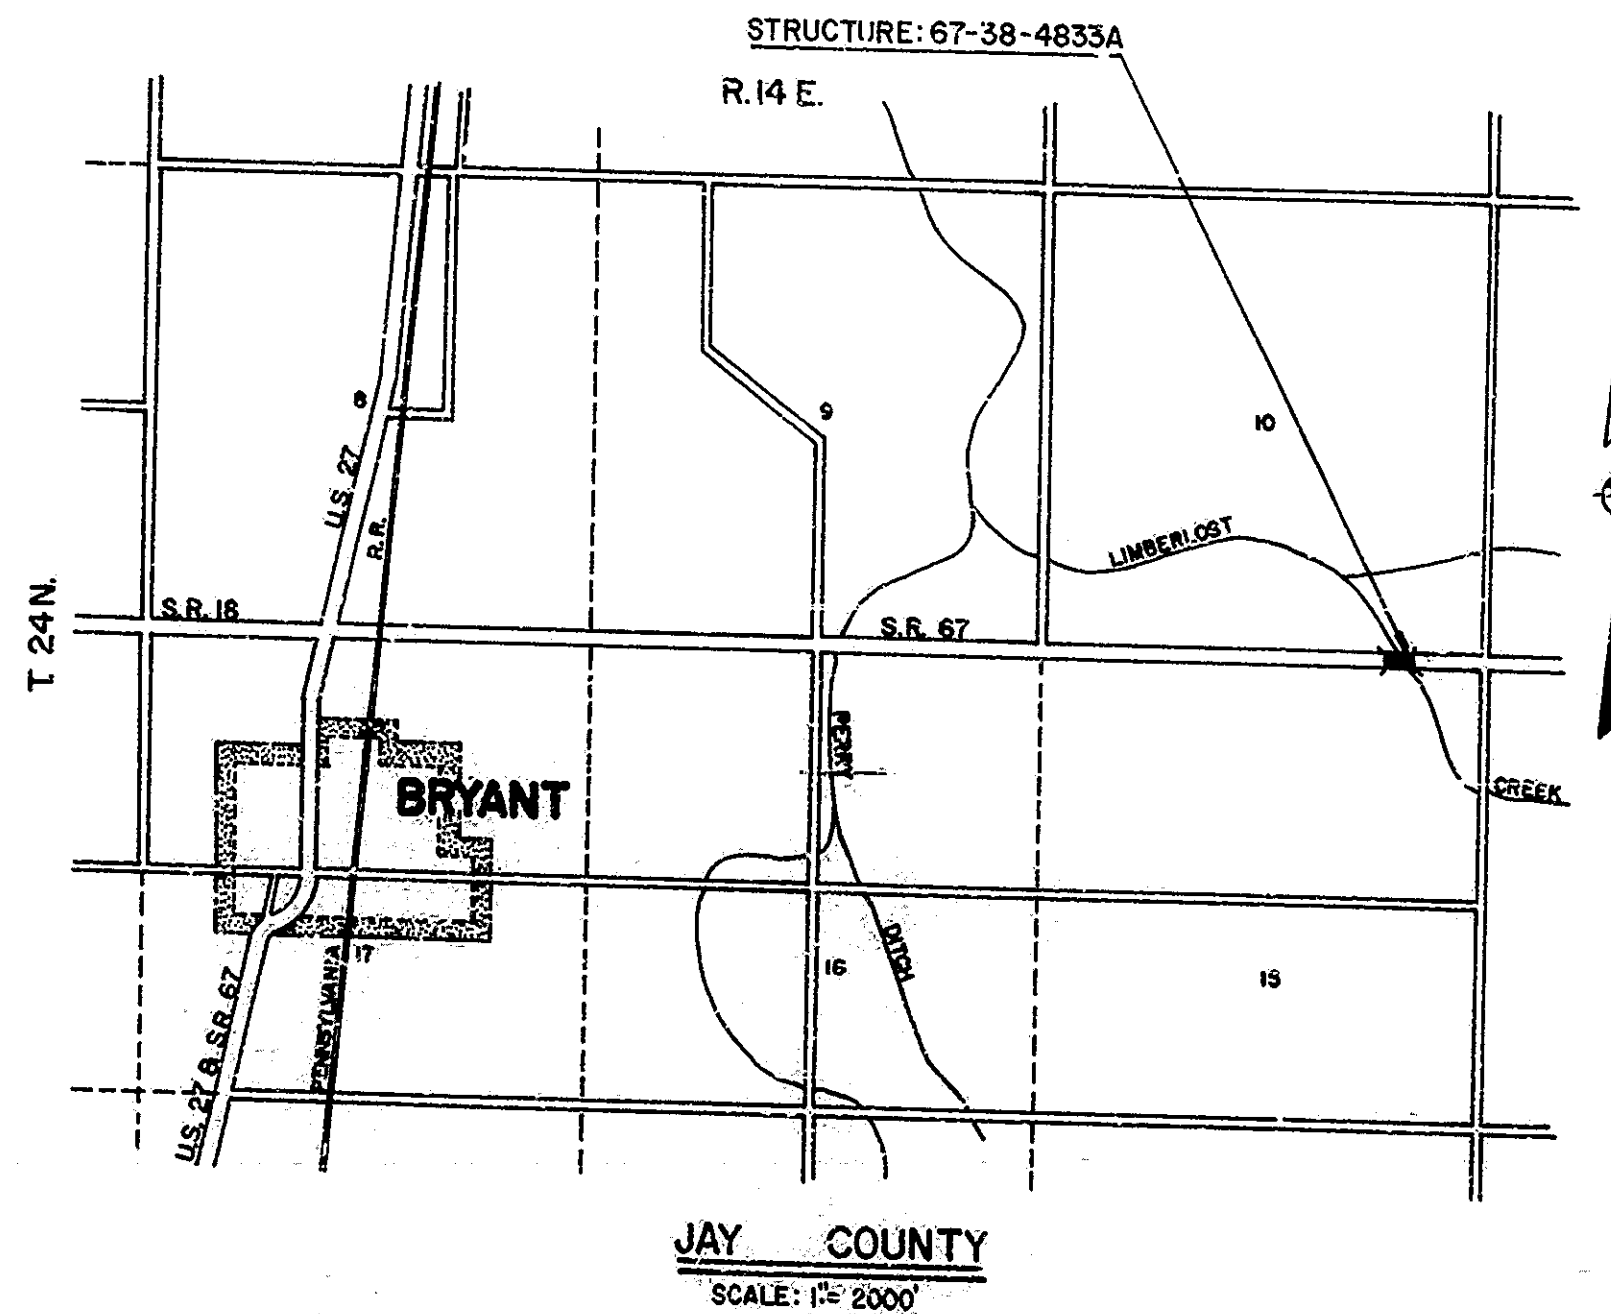 STRUCTURE: 67-38-4833A
R. 14 E.
8
9
10
U.S. 27
R.R.
LIMBERLOST
T. 24 N.
S.R. 18
S.R. 67
PERRY
BRYANT
CREEK
DITCH
17
16
15
PENNSYLVANIA
U.S. 27 & S.R. 67
JAY COUNTY
SCALE: 1"= 2000'